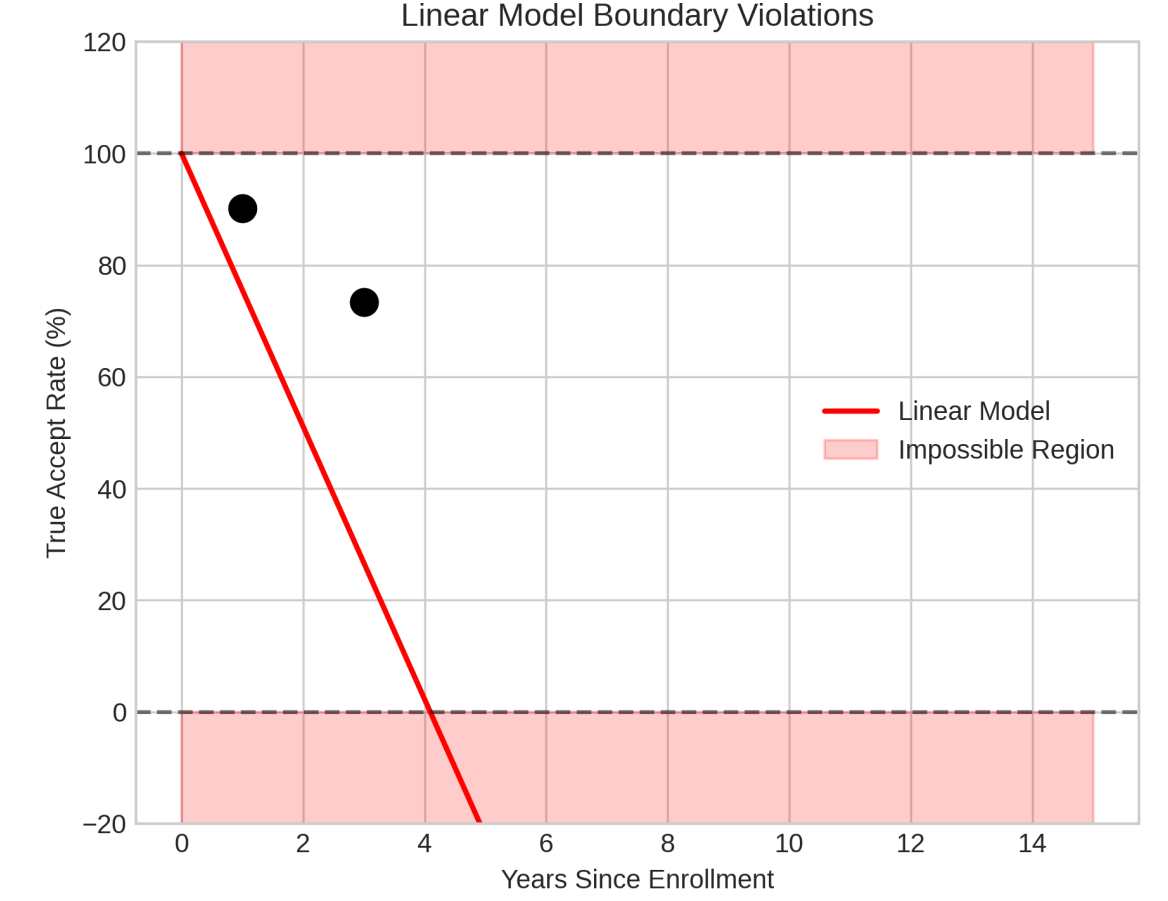 Linear Model Boundary Violations
120
100
80
60
40
20
0
−20
True Accept Rate (%)
Linear Model
Impossible Region
0 2 4 6 8 10 12 14
Years Since Enrollment